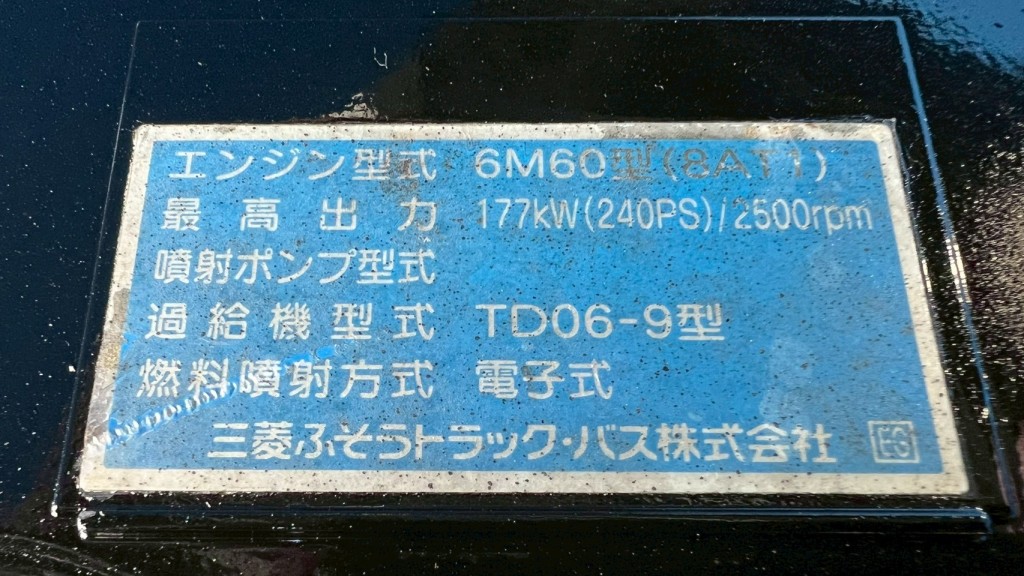 エンジン型式 6M60型(8AT1)
最高出力 177kW(240PS)/2500rpm
噴射ポンプ型式
過給機型式 TD06-9型
燃料噴射方式 電子式
三菱ふそうトラック・バス株式会社 ES